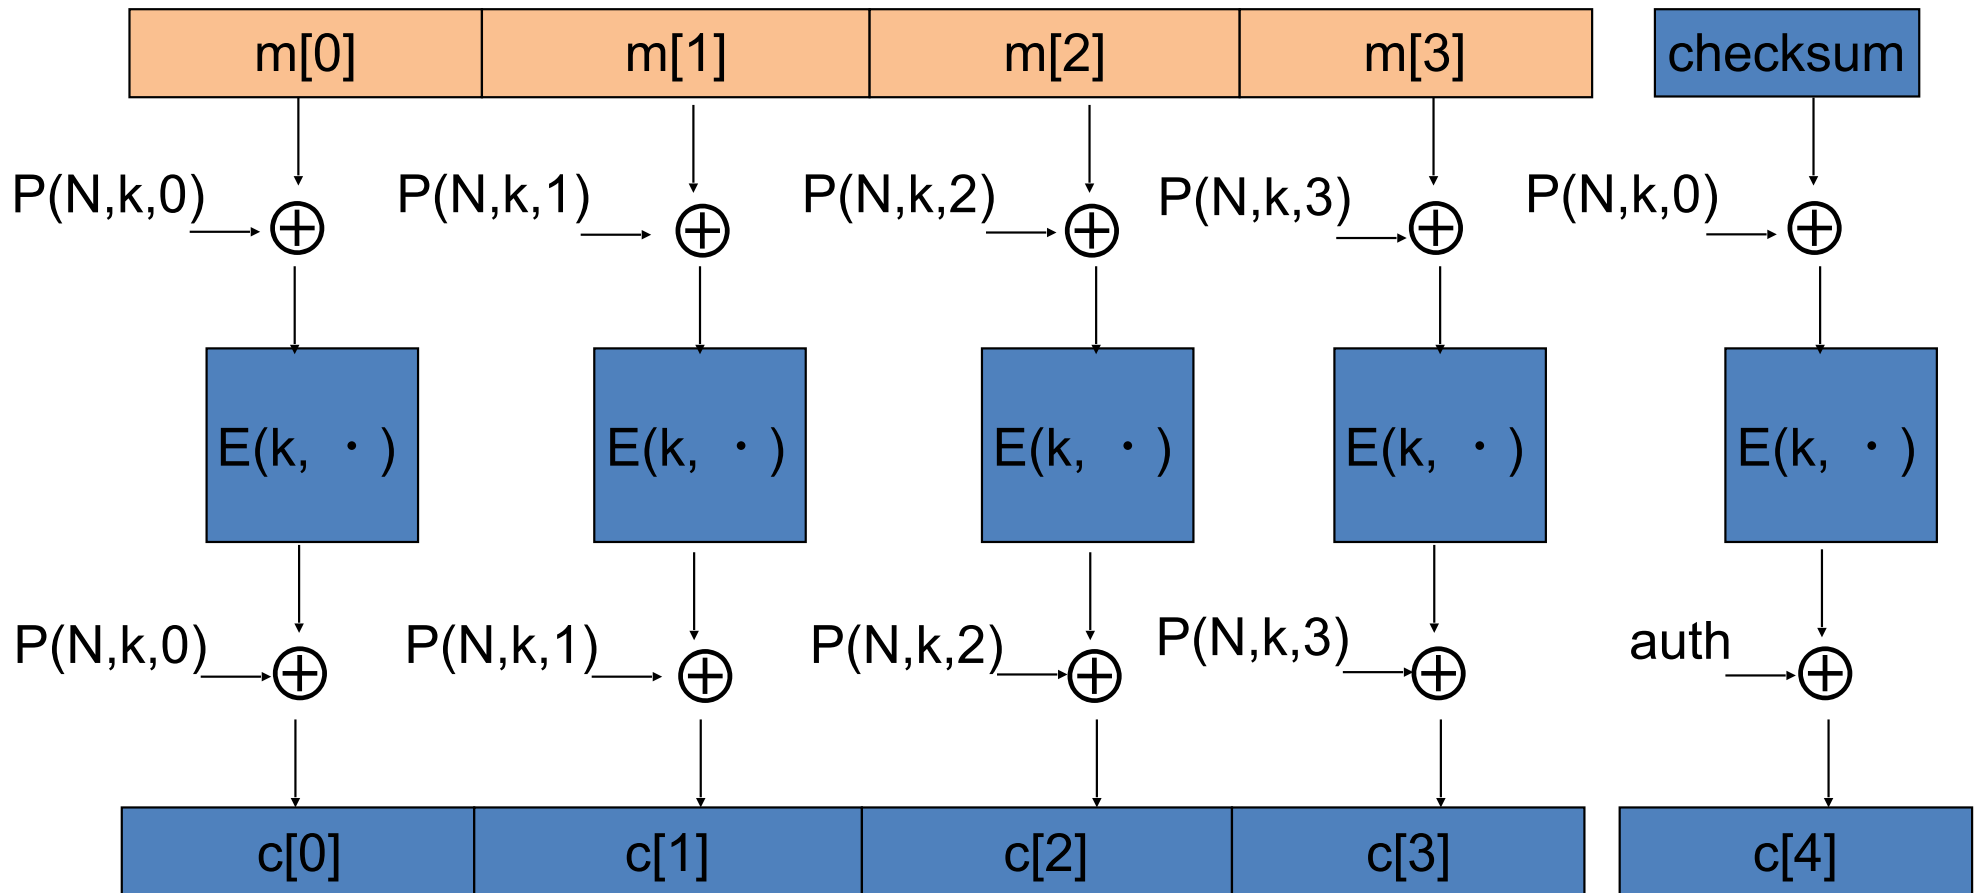 m[0] m[1] m[2] m[3] checksum
P(N,k,0) P(N,k,1) P(N,k,2) P(N,k,3) P(N,k,0)
E(k, · ) E(k, · ) E(k, · ) E(k, · ) E(k, · )
P(N,k,0) P(N,k,1) P(N,k,2) P(N,k,3) auth
c[0] c[1] c[2] c[3] c[4]